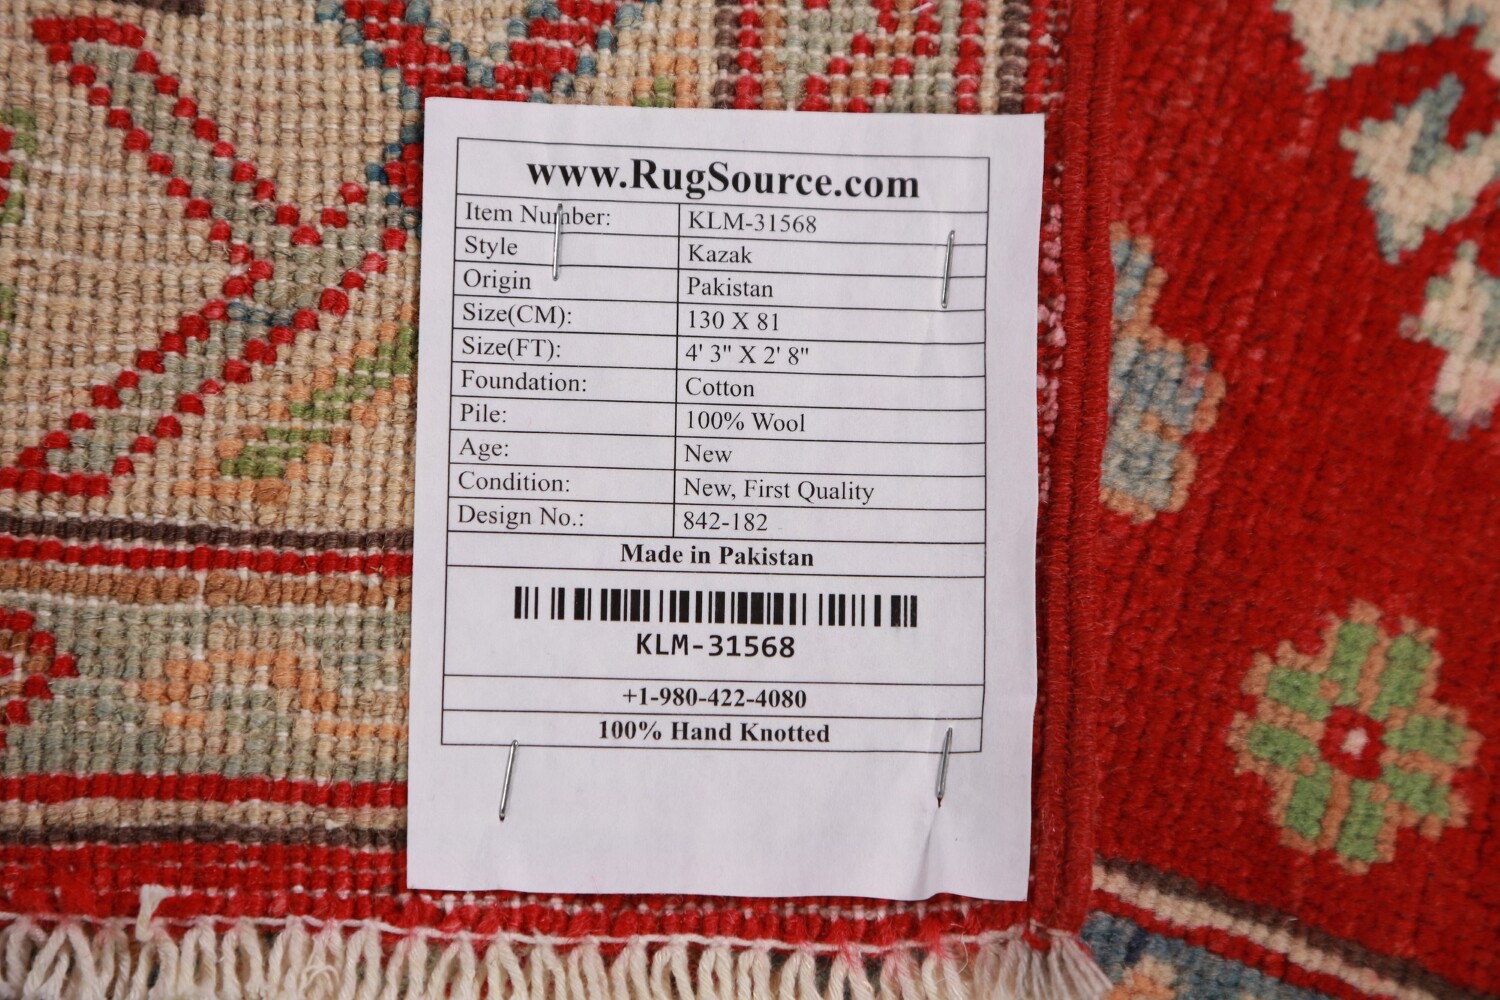 www.RugSource.com
Item Number: KLM-31568
Style Kazak
Origin Pakistan
Size(CM): 130 X 81
Size(FT): 4' 3" X 2' 8"
Foundation: Cotton
Pile: 100% Wool
Age: New
Condition: New, First Quality
Design No.: 842-182
Made in Pakistan
KLM-31568
+1-980-422-4080
100% Hand Knotted